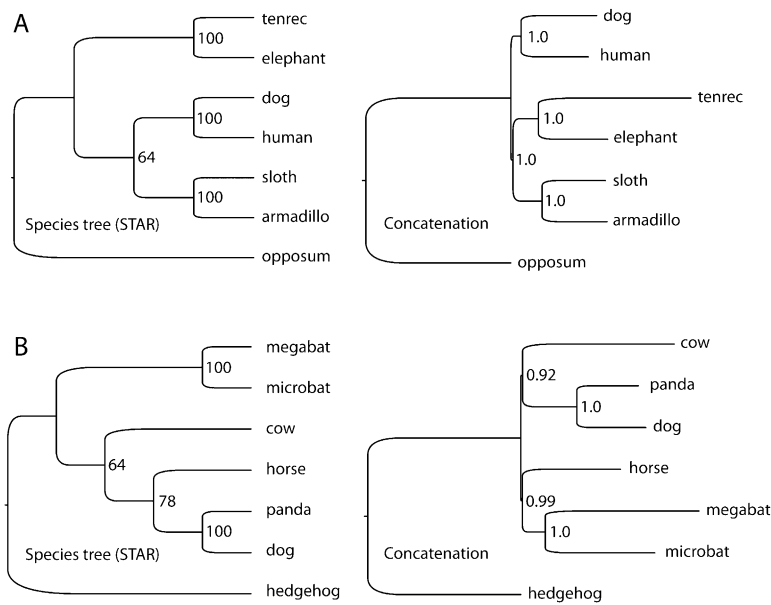 A
tenrec
100
elephant
dog
100
human
64
sloth
100
armadillo
Species tree (STAR)
opposum
dog
1.0
human
tenrec
1.0
elephant
1.0
sloth
1.0
armadillo
Concatenation
opposum
B
megabat
100
microbat
cow
64
horse
78
panda
100
dog
Species tree (STAR)
hedgehog
cow
0.92
panda
1.0
dog
horse
0.99
megabat
1.0
microbat
Concatenation
hedgehog